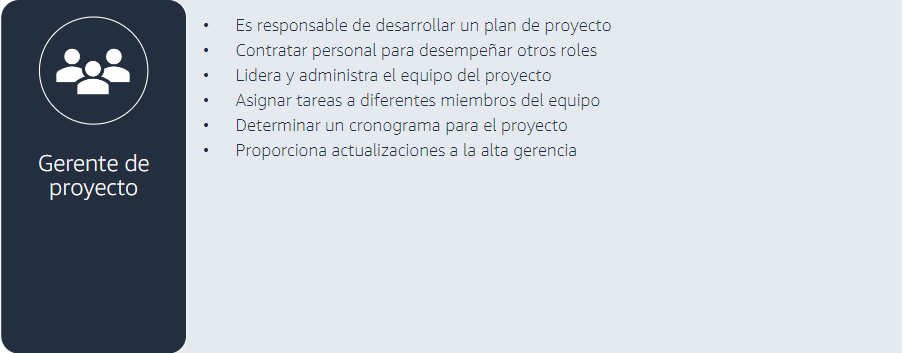 Gerente de
proyecto
• Es responsable de desarrollar un plan de proyecto
• Contratar personal para desempeñar otros roles
• Lidera y administra el equipo del proyecto
• Asignar tareas a diferentes miembros del equipo
• Determinar un cronograma para el proyecto
• Proporciona actualizaciones a la alta gerencia